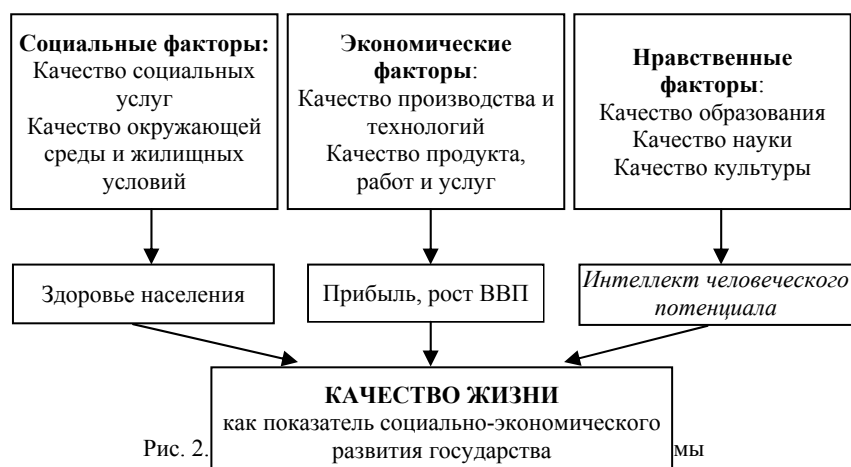 Социальные факторы:
Качество социальных
услуг
Качество окружающей
среды и жилищных
условий
Экономические
факторы:
Качество производства и
технологий
Качество продукта,
работ и услуг
Нравственные
факторы:
Качество образования
Качество науки
Качество культуры
Здоровье населения
Прибыль, рост ВВП
Интеллект человеческого
потенциала
КАЧЕСТВО ЖИЗНИ
как показатель социально-экономического
развития государства
Рис. 2. мы